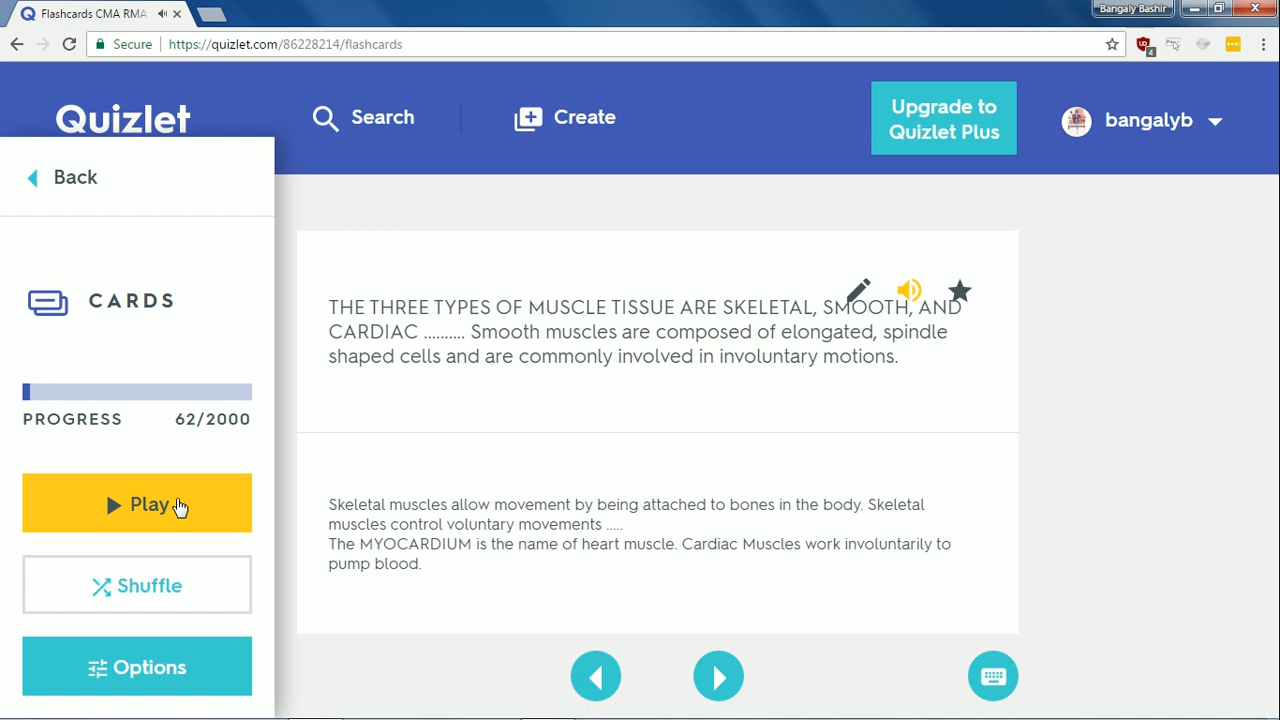 Flashcards CMA RMA
Bangaly Bashir
Secure
https://quizlet.com/86228214/flashcards
4
Quizlet
Search
Create
Upgrade to
Quizlet Plus
bangalyb
Back
CARDS
PROGRESS 62/2000
Play
Shuffle
Options
THE THREE TYPES OF MUSCLE TISSUE ARE SKELETAL, SMOOTH, AND
CARDIAC .......... Smooth muscles are composed of elongated, spindle
shaped cells and are commonly involved in involuntary motions.
Skeletal muscles allow movement by being attached to bones in the body. Skeletal
muscles control voluntary movements .....
The MYOCARDIUM is the name of heart muscle. Cardiac Muscles work involuntarily to
pump blood.